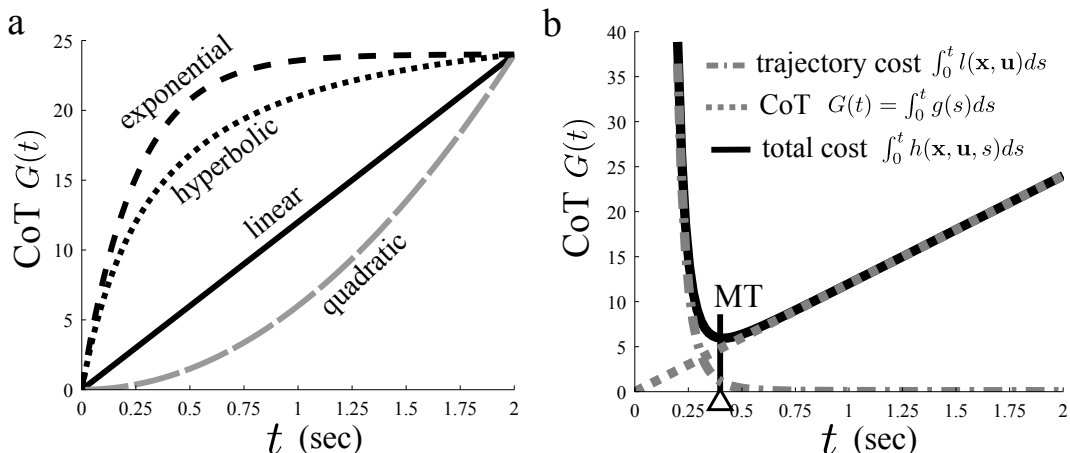 a
25
20
15
10
5
0
CoT G(t)
exponential
hyperbolic
linear
quadratic
0 0.25 0.5 0.75 1 1.25 1.5 1.75 2
t (sec)
b
40
35
30
25
20
15
10
5
0
CoT G(t)
trajectory cost ∫₀ᵗ l(x, u)ds
CoT G(t) = ∫₀ᵗ g(s)ds
total cost ∫₀ᵗ h(x, u, s)ds
MT
0 0.25 0.5 0.75 1 1.25 1.5 1.75 2
t (sec)